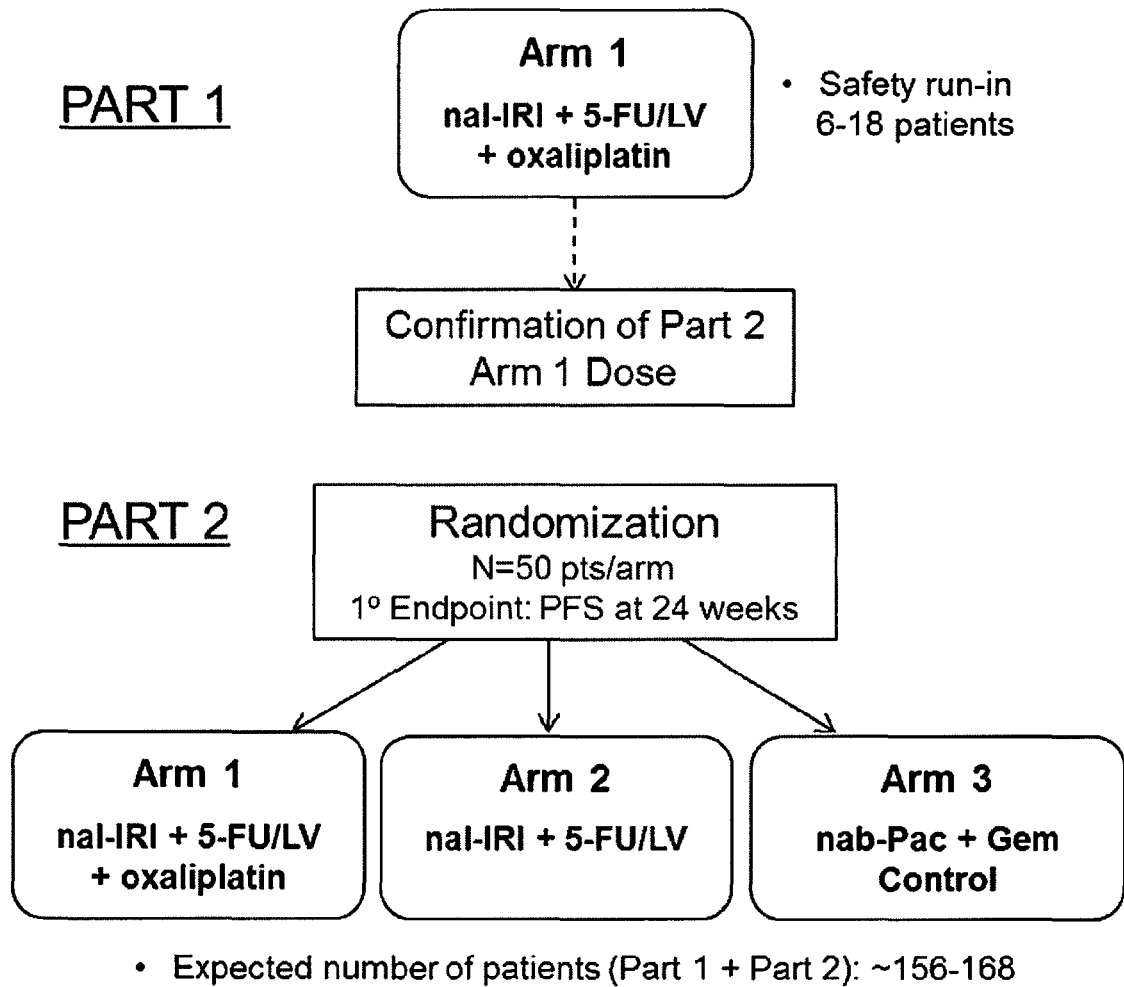 PART 1
Arm 1
nal-IRI + 5-FU/LV
+ oxaliplatin
• Safety run-in
6-18 patients
Confirmation of Part 2
Arm 1 Dose
PART 2
Randomization
N=50 pts/arm
1º Endpoint: PFS at 24 weeks
Arm 1
nal-IRI + 5-FU/LV
+ oxaliplatin
Arm 2
nal-IRI + 5-FU/LV
Arm 3
nab-Pac + Gem
Control
• Expected number of patients (Part 1 + Part 2): ~156-168